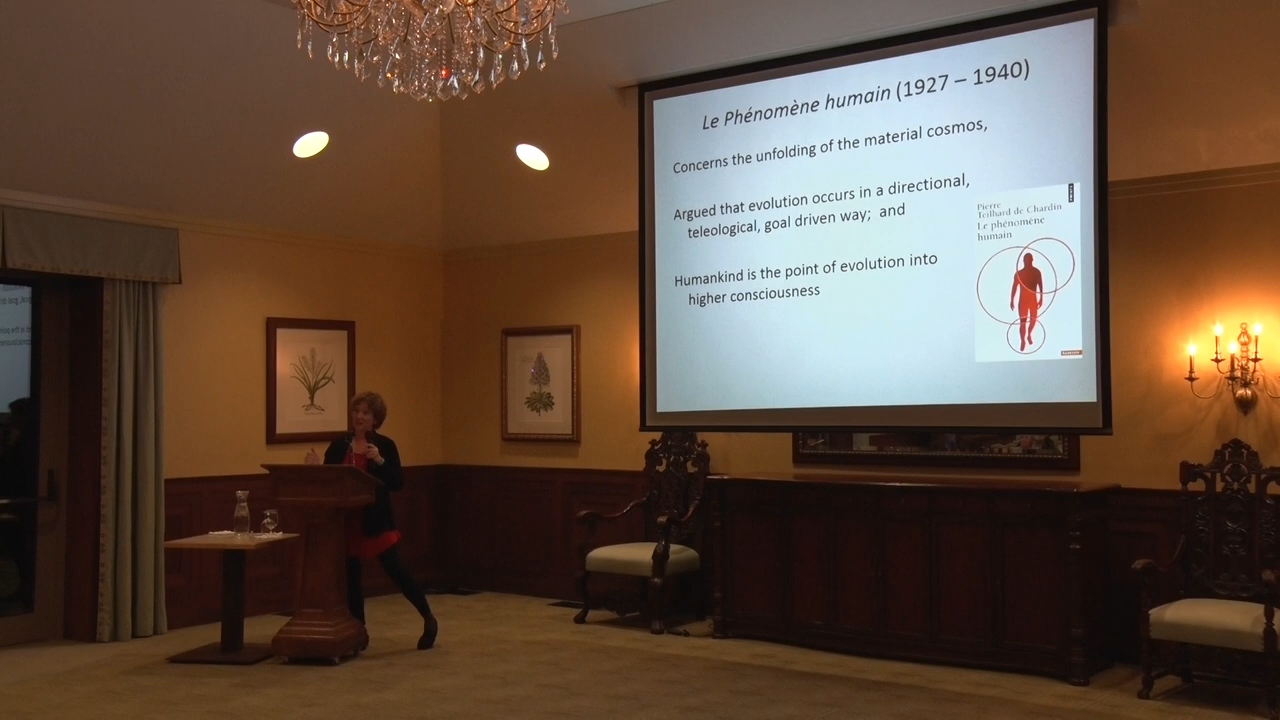 Le Phénomène humain (1927 – 1940)
Concerns the unfolding of the material cosmos,
Argued that evolution occurs in a directional,
teleological, goal driven way;  and
Humankind is the point of evolution into
higher consciousness
Pierre
Teilhard de Chardin
Le phénomène
humain